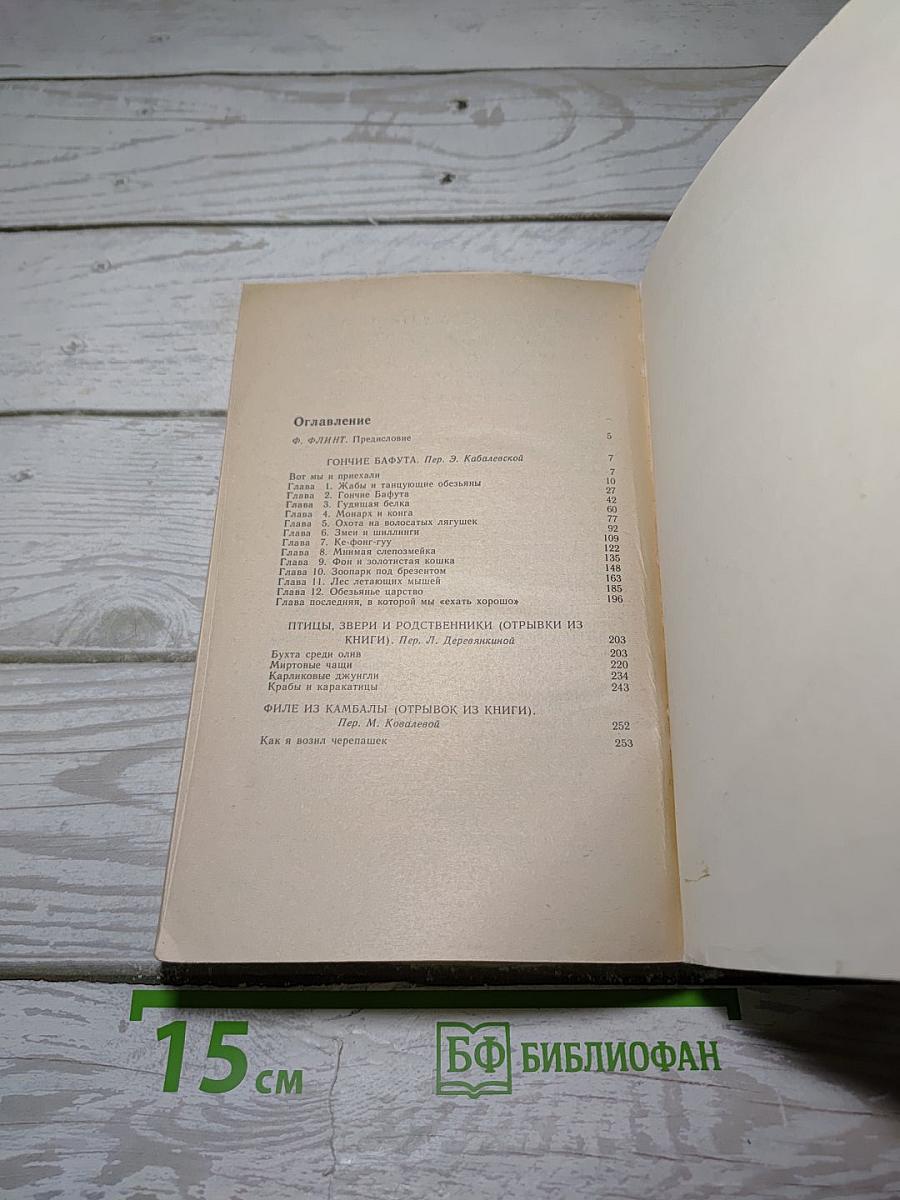 Оглавление
Ф. ФЛИНТ. Предисловие 5
ГОНЧИЕ БАФУТА. Пер. Э. Кабалевской 7
Вот мы и приехали 7
Глава 1. Жабы и танцующие обезьяны 10
Глава 2. Гончие Бафута 27
Глава 3. Гудящая белка 42
Глава 4. Монарх и конга 60
Глава 5. Охота на волосатых лягушек 77
Глава 6. Змеи и шиллинги 92
Глава 7. Ке-фонг-гуу 109
Глава 8. Мнимая слепозмейка 122
Глава 9. Фон и золотистая кошка 135
Глава 10. Зоопарк под брезентом 148
Глава 11. Лес летающих мышей 163
Глава 12. Обезьянье царство 185
Глава последняя, в которой мы «ехать хорошо» 196
ПТИЦЫ, ЗВЕРИ И РОДСТВЕННИКИ (ОТРЫВКИ ИЗ
КНИГИ). Пер. Л. Деревянкиной 203
Бухта среди олив 203
Миртовые чащи 220
Карликовые джунгли 234
Крабы и каракатицы 243
ФИЛЕ ИЗ КАМБАЛЫ (ОТРЫВОК ИЗ КНИГИ).
Пер. М. Ковалевой 252
Как я возил черепашек 253
15 см
БФ БИБЛИОФАН